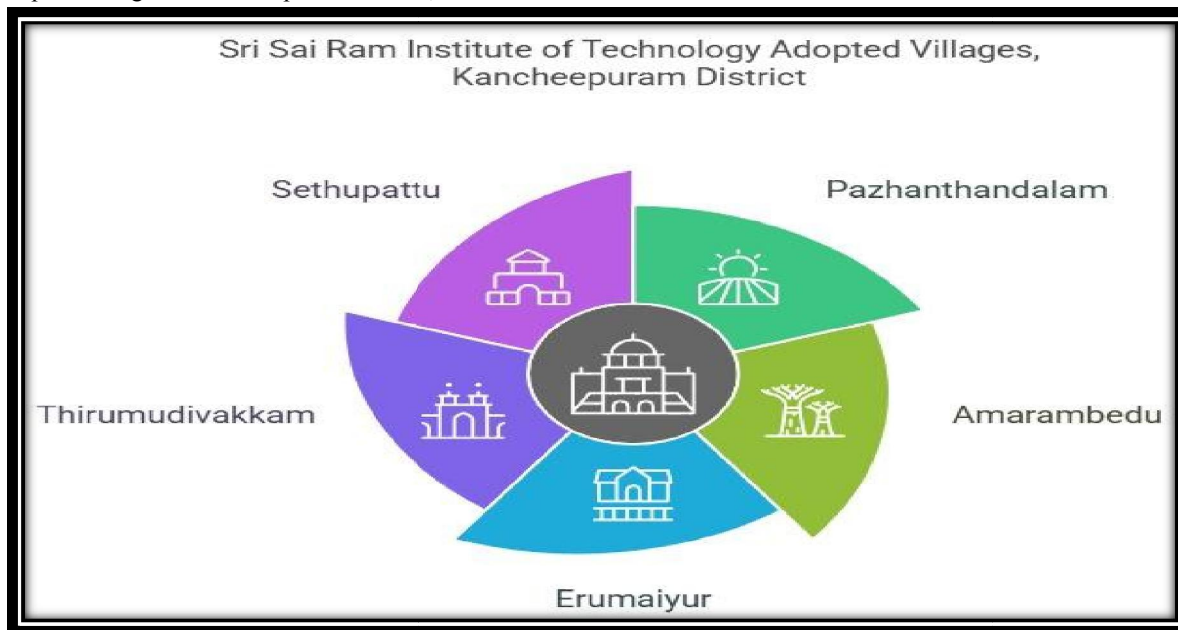 Sri Sai Ram Institute of Technology Adopted Villages,
Kancheepuram District
Sethupattu
Pazhanthandalam
Thirumudivakkam
Amarambedu
Erumaiyur